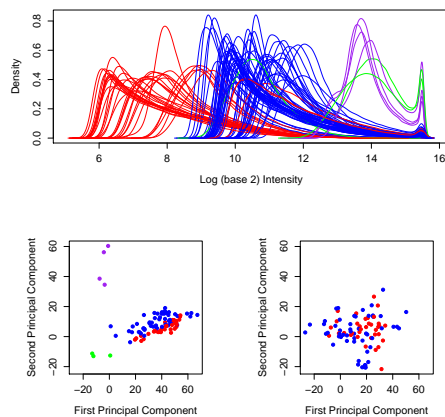 Density
0.0 0.2 0.4 0.6 0.8
6 8 10 12 14 16
Log (base 2) Intensity
Second Principal Component
−20 0 20 40 60
−20 0 20 40 60
First Principal Component
Second Principal Component
−20 0 20 40 60
−20 0 20 40 60
First Principal Component